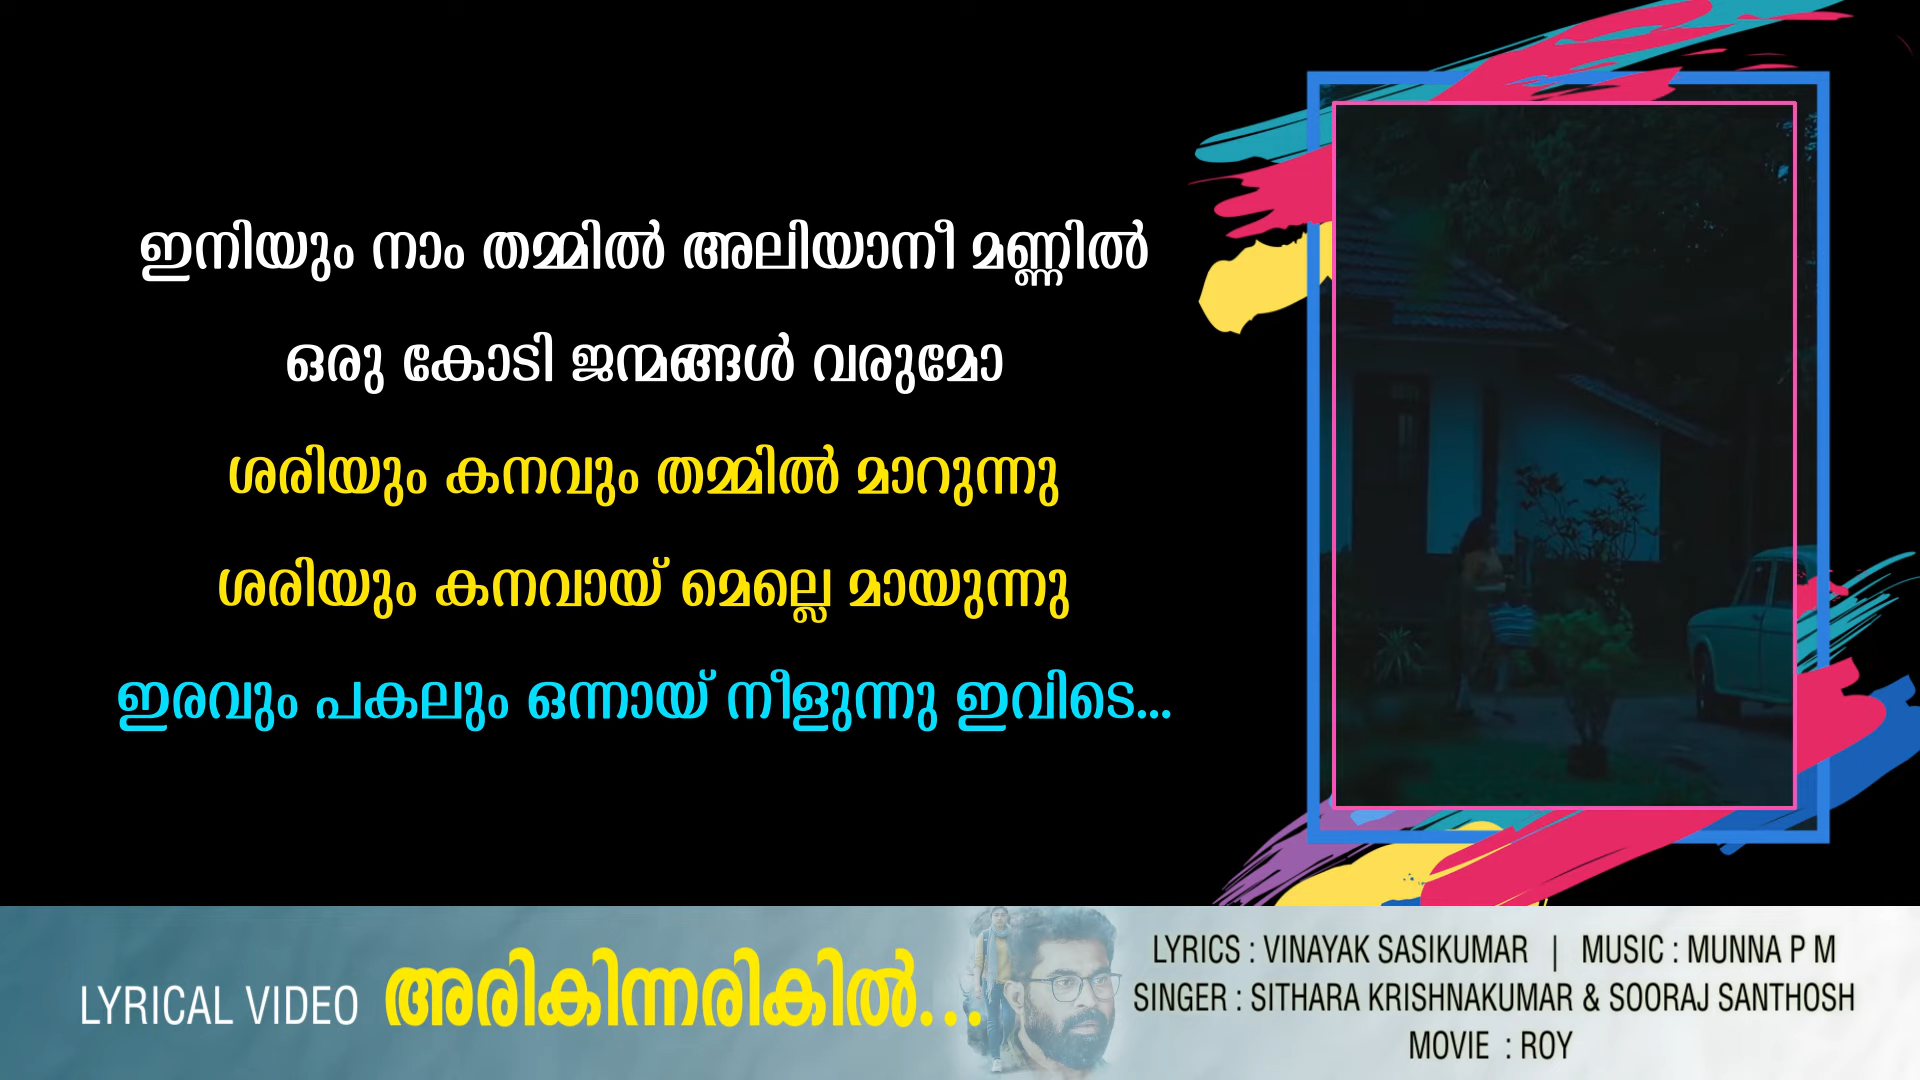 ഇനിയും നാം തമ്മിൽ അലിയാനീ മണ്ണിൽ
ഒരു കോടി ജന്മങ്ങൾ വരുമോ
ശരിയും കനവും തമ്മിൽ മാറുന്നു
ശരിയും കനവായ് മെല്ലെ മായുന്നു
ഇരവും പകലും ഒന്നായ് നീളുന്നു ഇവിടെ...
LYRICAL VIDEO അരികിന്നരികിൽ...
LYRICS : VINAYAK SASIKUMAR | MUSIC : MUNNA P M
SINGER : SITHARA KRISHNAKUMAR & SOORAJ SANTHOSH
MOVIE : ROY